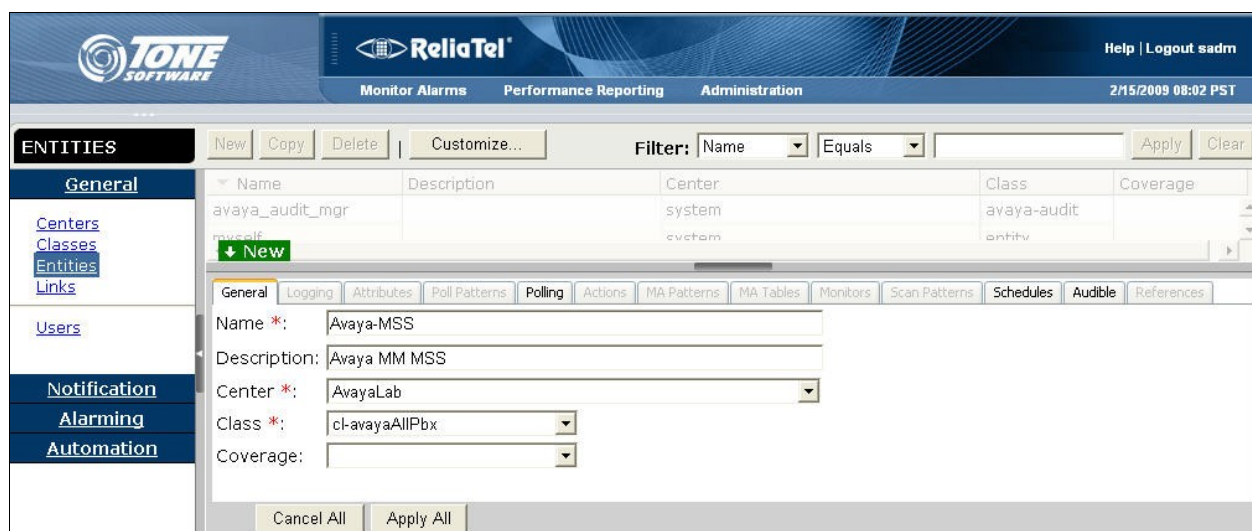 TONE SOFTWARE
ReliaTel
Help | Logout sadm
Monitor Alarms Performance Reporting Administration
2/15/2009 08:02 PST
ENTITIES
New Copy Delete | Customize... Filter: Name Equals Apply Clear
General
Centers
Classes
Entities
Links
Users
Notification
Alarming
Automation
Name Description Center Class Coverage
avaya_audit_mgr system avaya-audit
myself system entity
New
General Logging Attributes Poll Patterns Polling Actions MA Patterns MA Tables Monitors Scan Patterns Schedules Audible References
Name *: Avaya-MSS
Description: Avaya MM MSS
Center *: AvayaLab
Class *: cl-avayaAllPbx
Coverage:
Cancel All Apply All